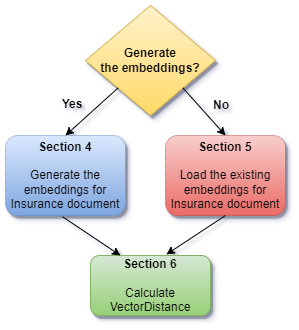 Generate
the embeddings?
Yes
No
Section 4
Generate the
embeddings for
Insurance document
Section 5
Load the existing
embeddings for
Insurance document
Section 6
Calculate
VectorDistance